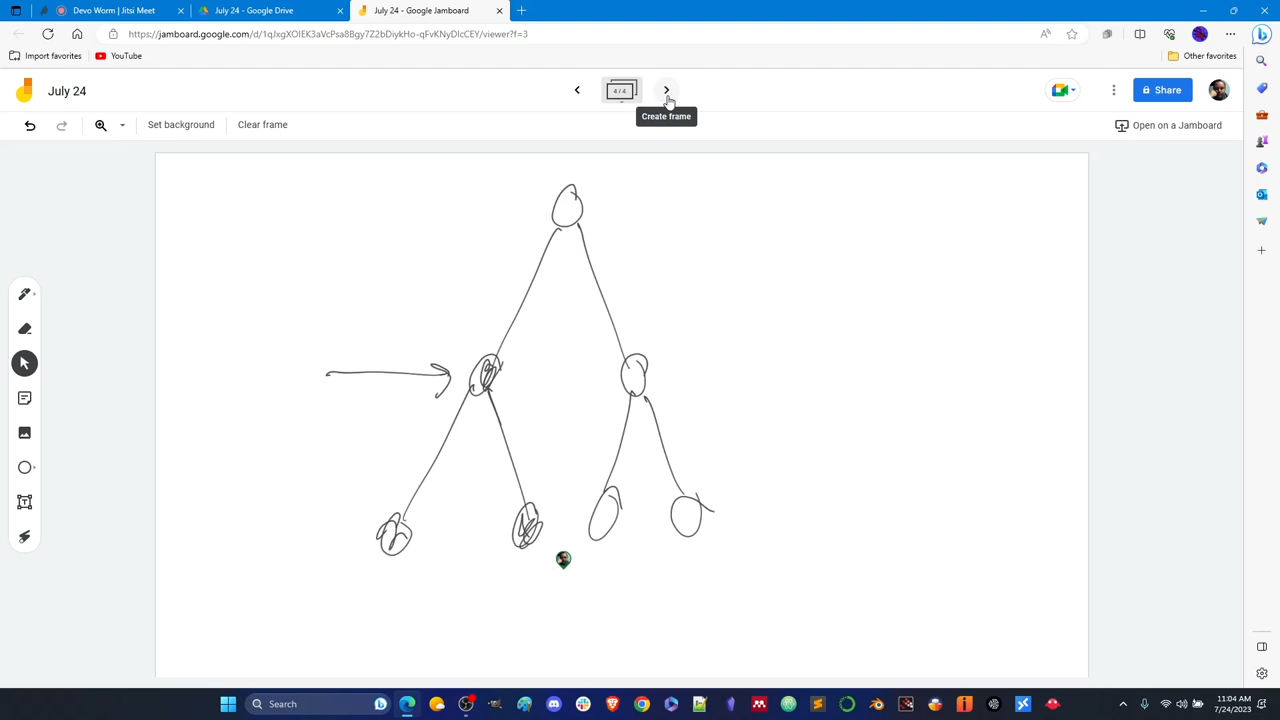 Devo Worm | Jitsi Meet
July 24 - Google Drive
July 24 - Google Jamboard
https://jamboard.google.com/d/1qJxgXOIEK3aVcPsa8Bgy7Z2bDiykHo-qFvKNyDlcCEY/viewer?f=3
Import favorites
YouTube
Other favorites
July 24
4 / 4
Share
Create frame
Set background
Clear frame
Open on a Jamboard
Search
11:04 AM
7/24/2023